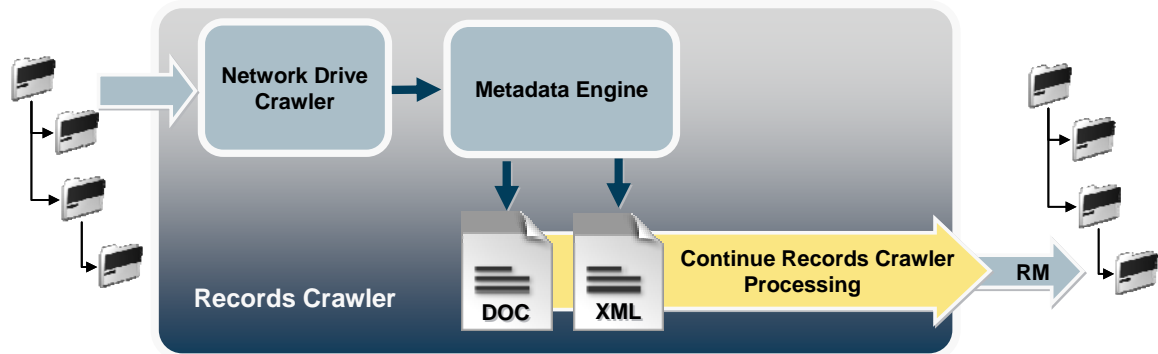 Network Drive
Crawler
Metadata Engine
Continue Records Crawler
Processing
RM
DOC
XML
Records Crawler